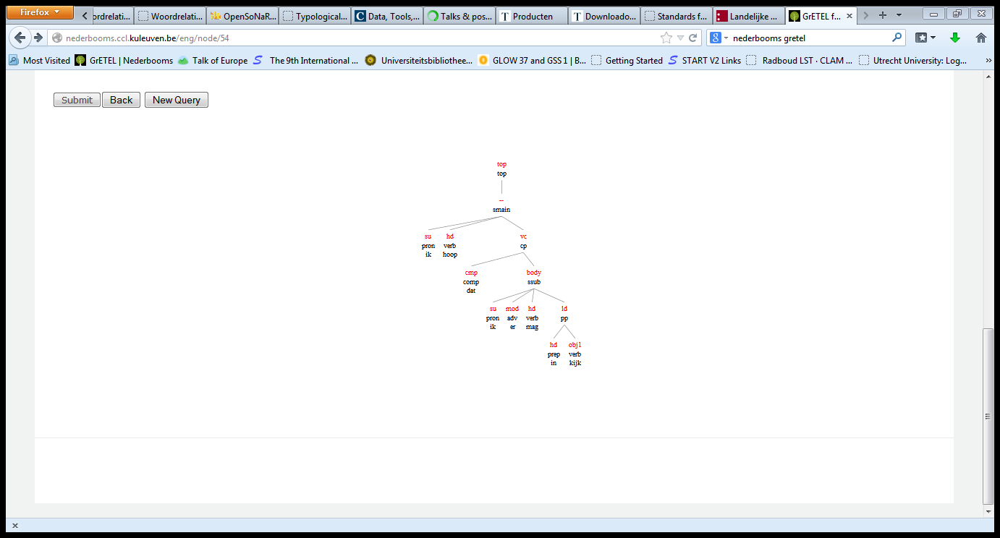 Firefox
ordrelati...
Woordrelati...
OpenSoNaR...
Typological...
Data, Tools,...
Talks & pos...
Producten
Downloado...
Standards f...
Landelijke ...
GrETEL f...
nederbooms.ccl.kuleuven.be/eng/node/54
nederbooms gretel
Most Visited
GrETEL | Nederbooms
Talk of Europe
The 9th International ...
Universiteitsbibliothee...
GLOW 37 and GSS 1 | B...
Getting Started
START V2 Links
Radboud LST · CLAM ...
Utrecht University: Log...
Submit Back New Query
top
top
--
smain
su hd vc
pron verb cp
ik hoop
cmp body
comp ssub
dat
su mod hd ld
pron adv verb pp
ik er mag
hd obj1
prep verb
in kijk